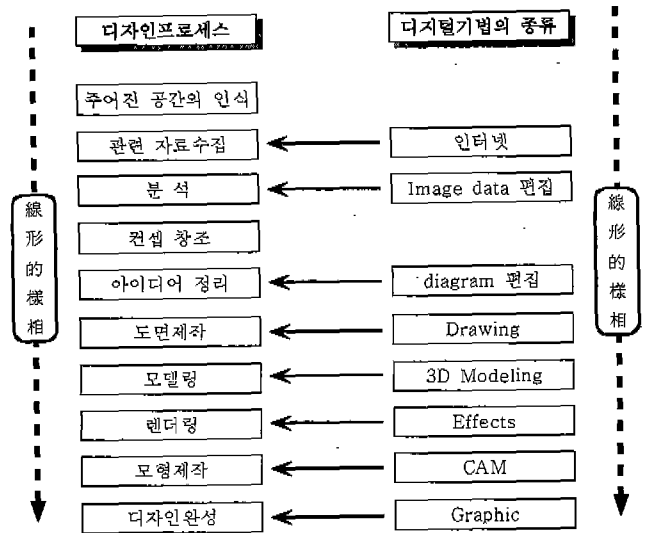 디자인프로세스
디지털기법의 종류
주어진 공간의 인식
관련 자료수집
인터넷
분 석
Image data 편집
컨셉 창조
아이디어 정리
diagram 편집
도면제작
Drawing
모델링
3D Modeling
렌더링
Effects
모형제작
CAM
디자인완성
Graphic
線形的樣相
線形的樣相